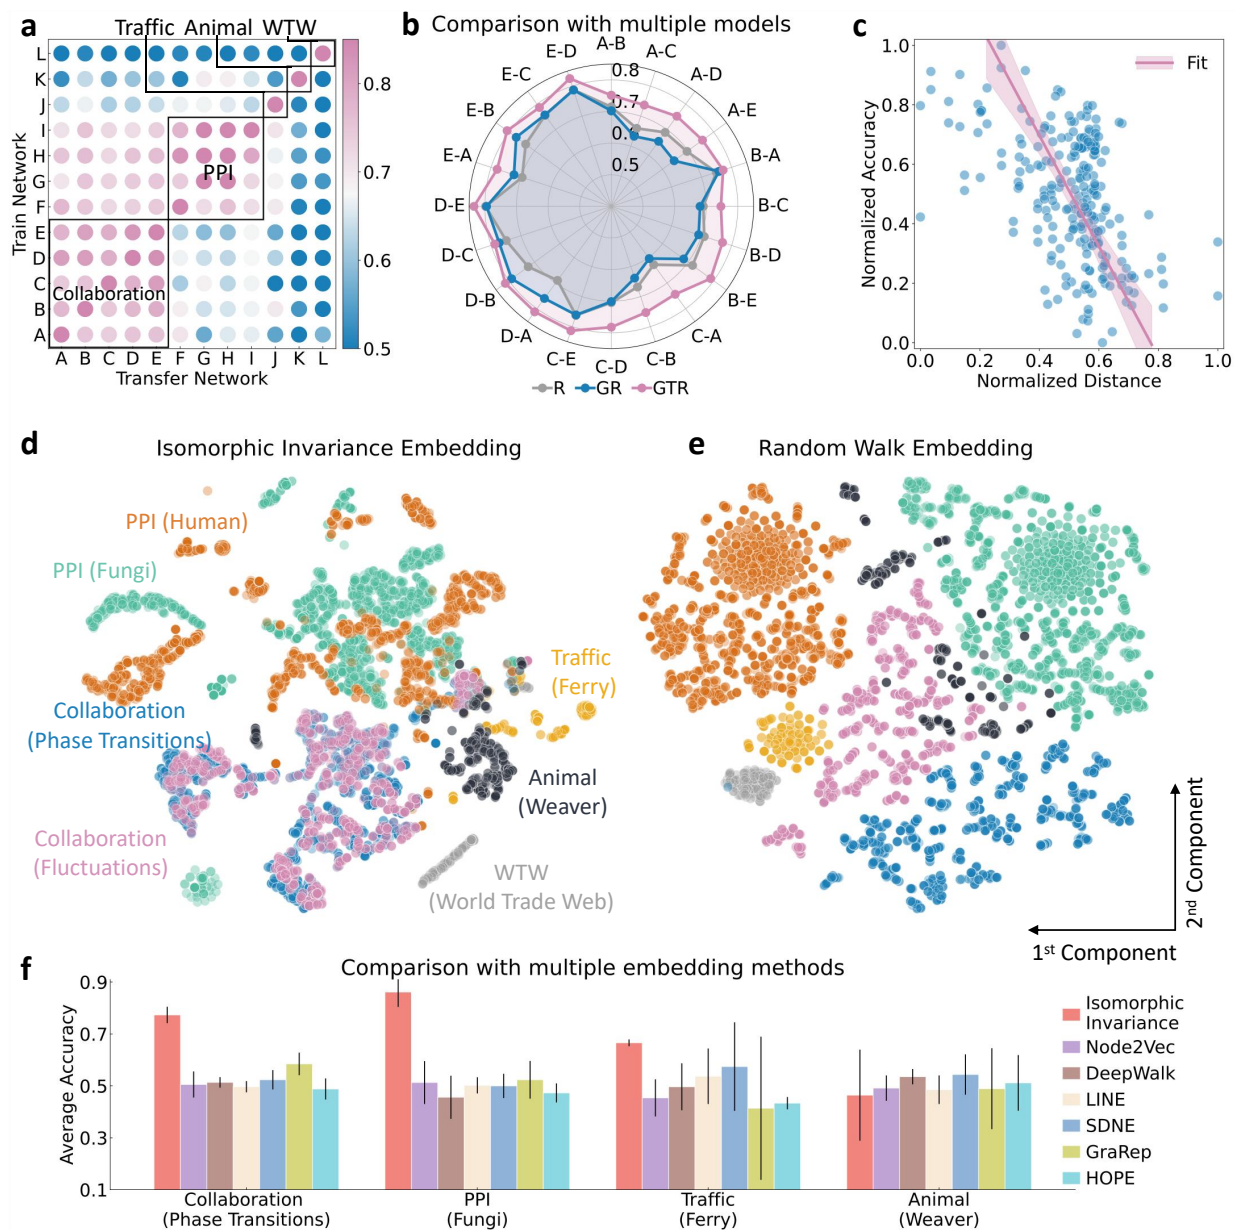 a
Traffic Animal WTW
L
K
J
I
H
G
F
E
D
C
B
A
Train Network
PPI
Collaboration
A B C D E F G H I J K L
Transfer Network
0.8
0.7
0.6
0.5
b Comparison with multiple models
A-B
A-C
A-D
A-E
B-A
B-C
B-D
B-E
C-A
C-B
C-D
C-E
D-A
D-B
D-C
D-E
E-A
E-B
E-C
E-D
0.8
0.7
0.6
0.5
R GR GTR
c
1.0
0.8
0.6
0.4
0.2
0.0
Normalized Accuracy
Fit
0.0 0.2 0.4 0.6 0.8 1.0
Normalized Distance
d
Isomorphic Invariance Embedding
PPI (Human)
PPI (Fungi)
Traffic
(Ferry)
Collaboration
(Phase Transitions)
Animal
(Weaver)
Collaboration
(Fluctuations)
WTW
(World Trade Web)
e
Random Walk Embedding
2nd Component
1st Component
f
Comparison with multiple embedding methods
0.9
0.7
0.5
0.3
0.1
Average Accuracy
Collaboration
(Phase Transitions)
PPI
(Fungi)
Traffic
(Ferry)
Animal
(Weaver)
Isomorphic
Invariance
Node2Vec
DeepWalk
LINE
SDNE
GraRep
HOPE